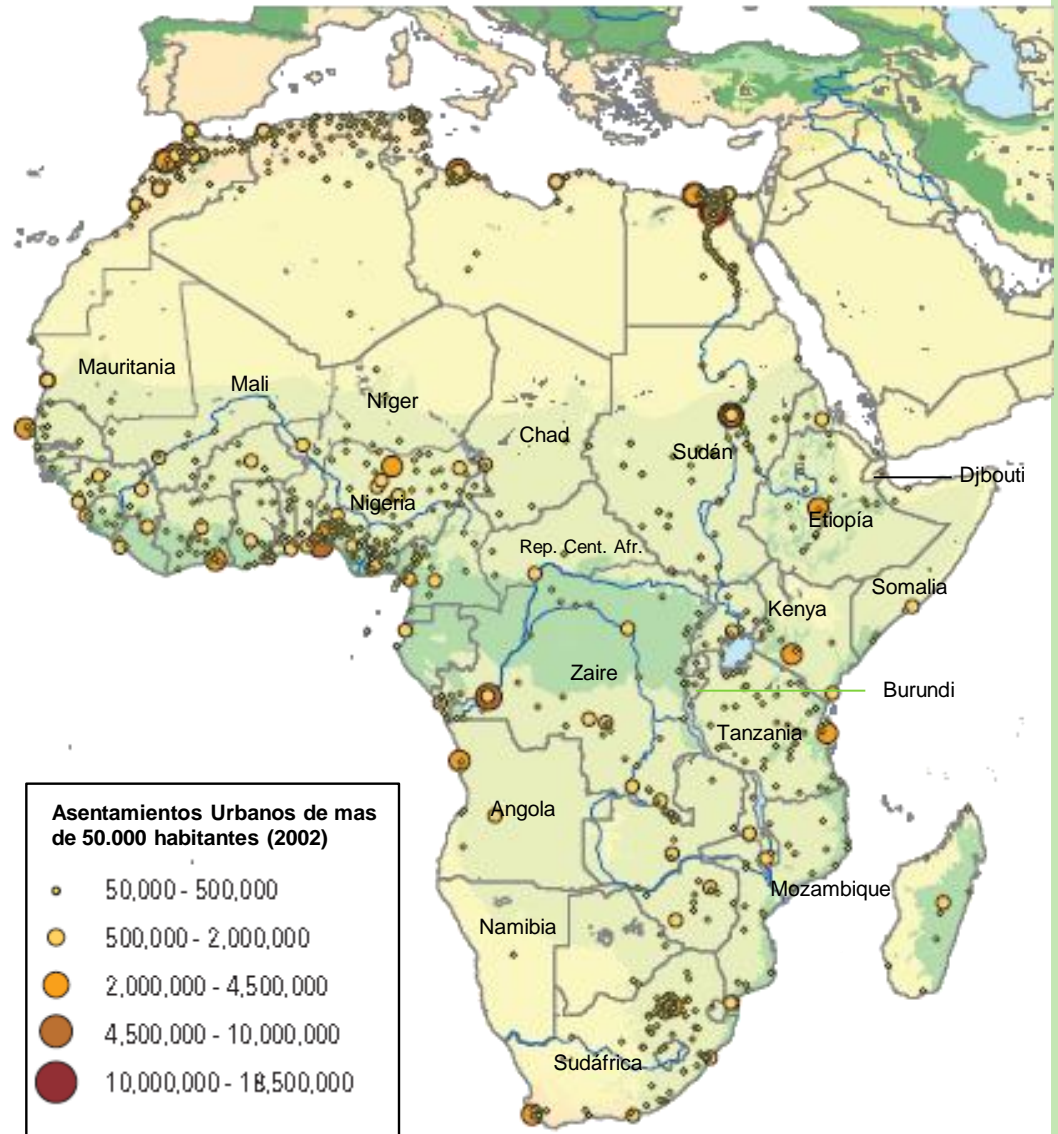 Mauritania
Mali
Níger
Chad
Sudán
Djbouti
Nigeria
Etiopía
Rep. Cent. Afr.
Somalia
Kenya
Zaire
Burundi
Tanzania
Angola
Mozambique
Namibia
Sudáfrica
Asentamientos Urbanos de mas
de 50.000 habitantes (2002)
50,000 - 500,000
500,000 - 2,000,000
2,000,000 - 4,500,000
4,500,000 - 10,000,000
10,000,000 - 18,500,000